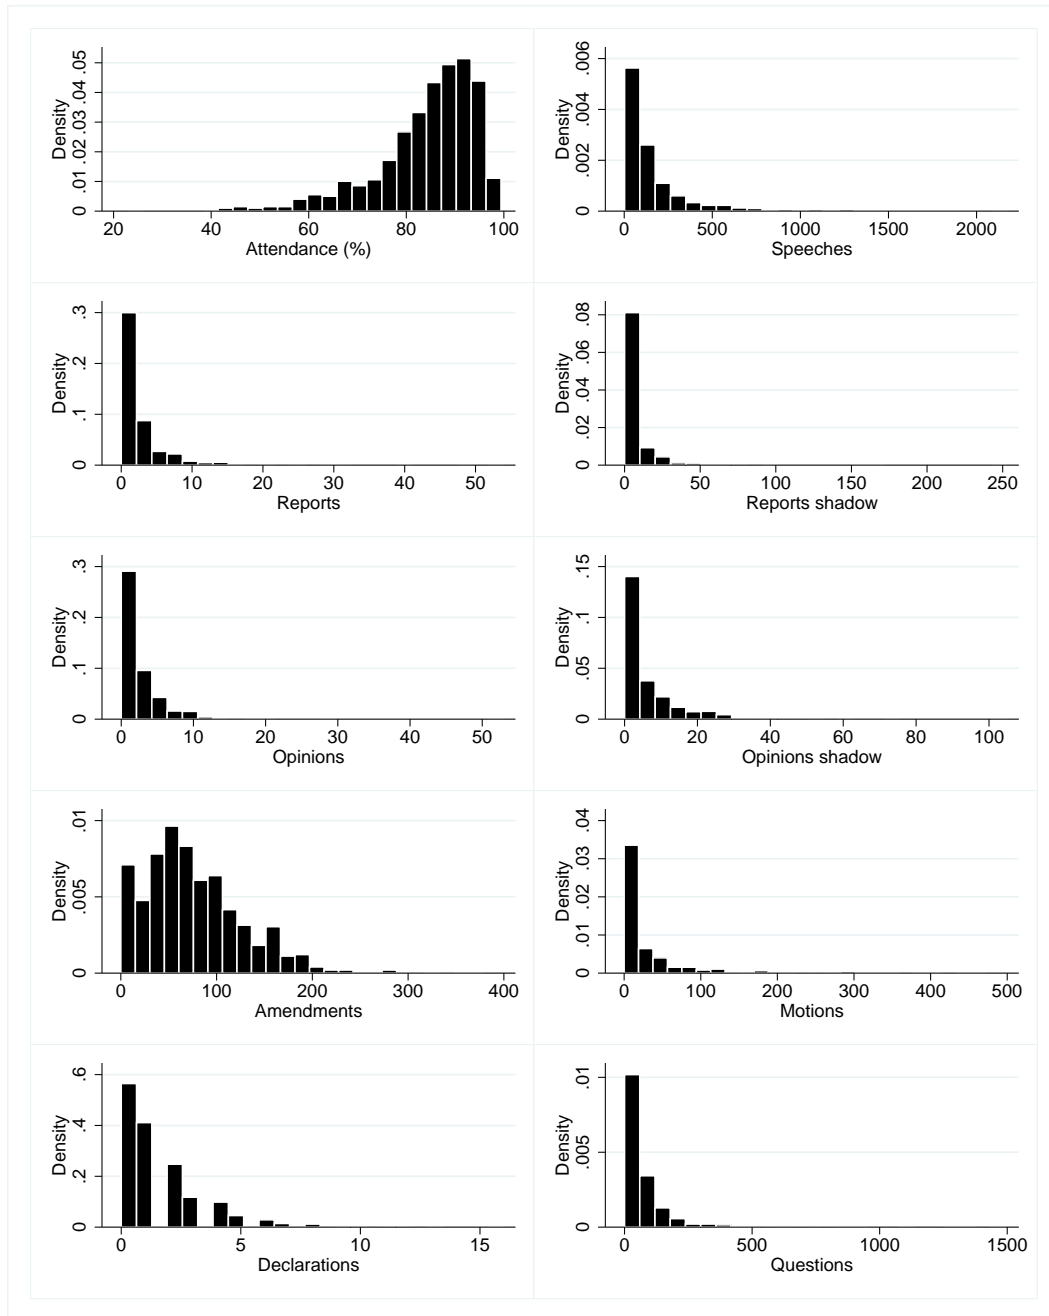 Density
0 .01 .02 .03 .04 .05
20 40 60 80 100
Attendance (%)
Density
0 .002 .004 .006
0 500 1000 1500 2000
Speeches
Density
0 .1 .2 .3
0 10 20 30 40 50
Reports
Density
0 .02 .04 .06 .08
0 50 100 150 200 250
Reports shadow
Density
0 .1 .2 .3
0 10 20 30 40 50
Opinions
Density
0 .05 .1 .15
0 20 40 60 80 100
Opinions shadow
Density
0 .005 .01
0 100 200 300 400
Amendments
Density
0 .01 .02 .03 .04
0 100 200 300 400 500
Motions
Density
0 .2 .4 .6
0 5 10 15
Declarations
Density
0 .005 .01
0 500 1000 1500
Questions